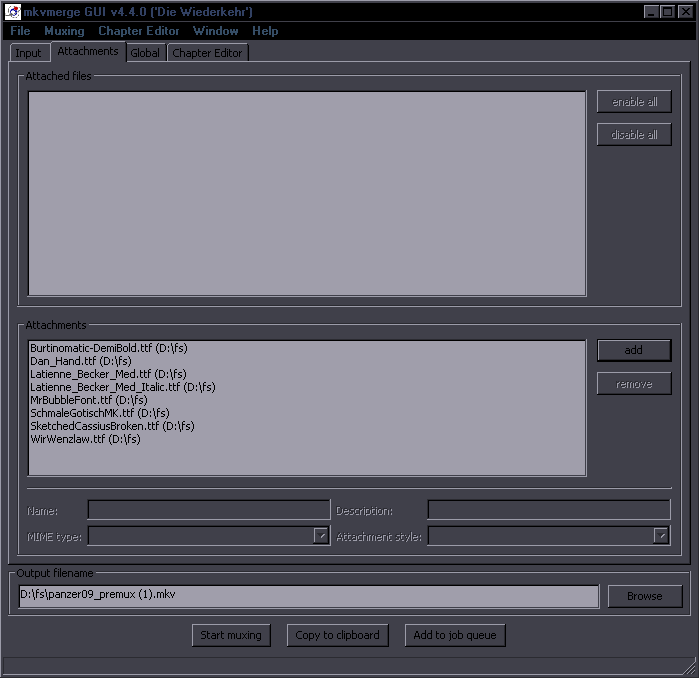 mkvmerge GUI v4.4.0 ('Die Wiederkehr')
File Muxing Chapter Editor Window Help
Input Attachments Global Chapter Editor
Attached files
enable all
disable all
Attachments
Burtinomatic-DemiBold.ttf (D:\fs)
Dan_Hand.ttf (D:\fs)
Latienne_Becker_Med.ttf (D:\fs)
Latienne_Becker_Med_Italic.ttf (D:\fs)
MrBubbleFont.ttf (D:\fs)
SchmaleGotischMK.ttf (D:\fs)
SketchedCassiusBroken.ttf (D:\fs)
WirWenzlaw.ttf (D:\fs)
add
remove
Name: Description:
MIME type: Attachment style:
Output filename
D:\fs\panzer09_premux (1).mkv
Browse
Start muxing Copy to clipboard Add to job queue